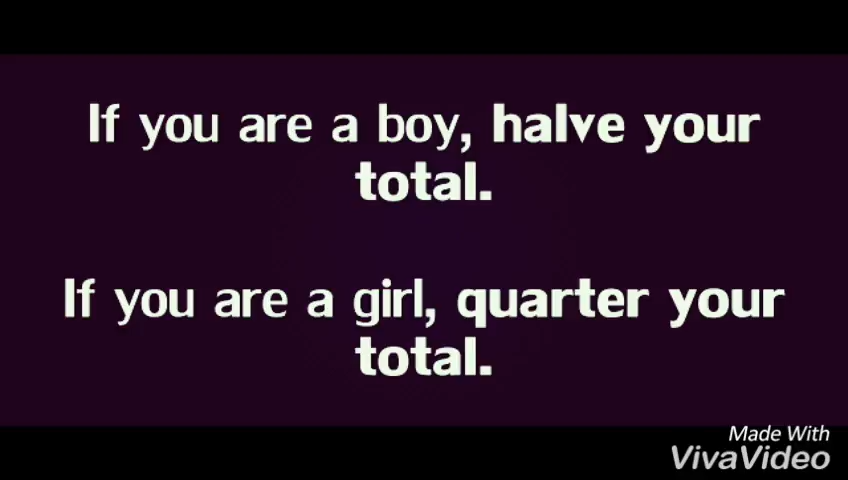 If you are a boy, halve your
total.
If you are a girl, quarter your
total.
Made With
VivaVideo